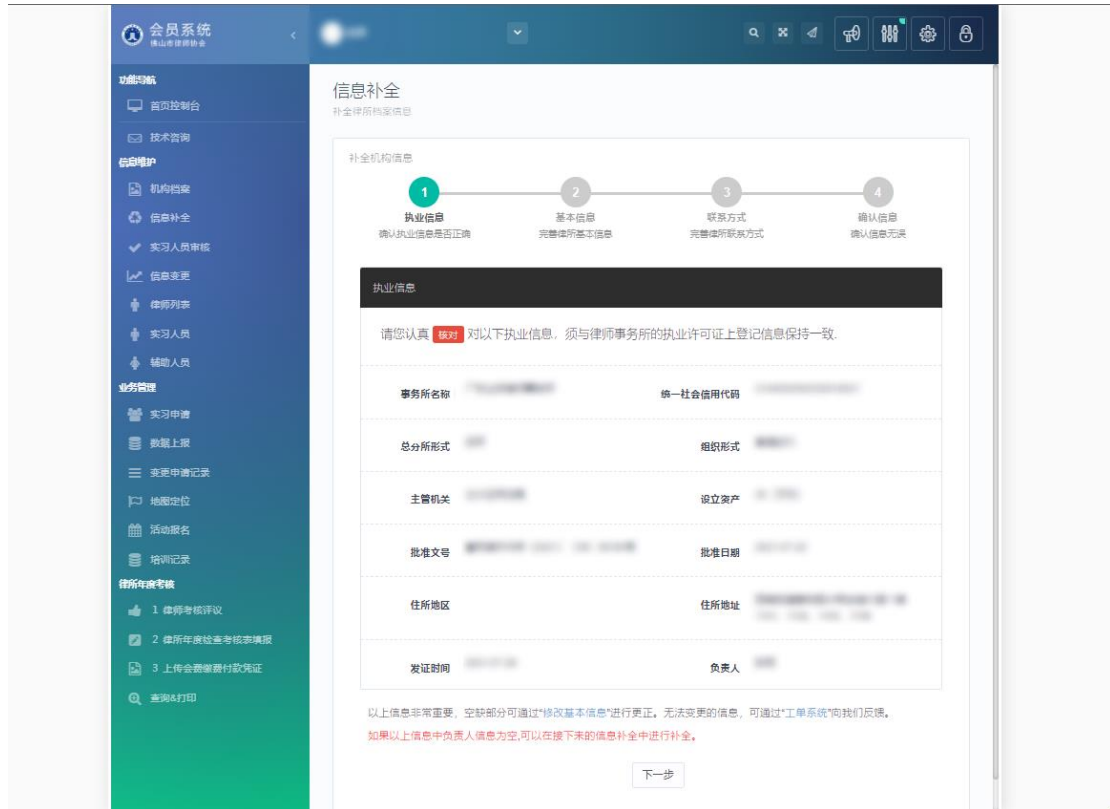 会员系统
佛山市律师协会
功能导航
首页控制台
技术咨询
信息维护
机构档案
信息补全
实习人员审核
信息变更
律师列表
实习人员
辅助人员
业务管理
实习申请
数据上报
变更申请记录
地图定位
活动报名
培训记录
律所年度考核
1 律师考核评议
2 律所年度检查考核表填报
3 上传会费缴费付款凭证
查询&打印
信息补全
补全律所档案信息
补全机构信息
1 2 3 4
执业信息 基本信息 联系方式 确认信息
确认执业信息是否正确 完善律所基本信息 完善律所联系方式 确认信息无误
执业信息
请您认真 核对 对以下执业信息, 须与律师事务所的执业许可证上登记信息保持一致.
事务所名称 统一社会信用代码
总分所形式 组织形式
主管机关 设立资产
批准文号 批准日期
住所地区 住所地址
发证时间 负责人
以上信息非常重要, 空缺部分可通过“修改基本信息”进行更正。无法变更的信息, 可通过“工单系统”向我们反馈。
如果以上信息中负责人信息为空,可以在接下来的信息补全中进行补全。
下一步